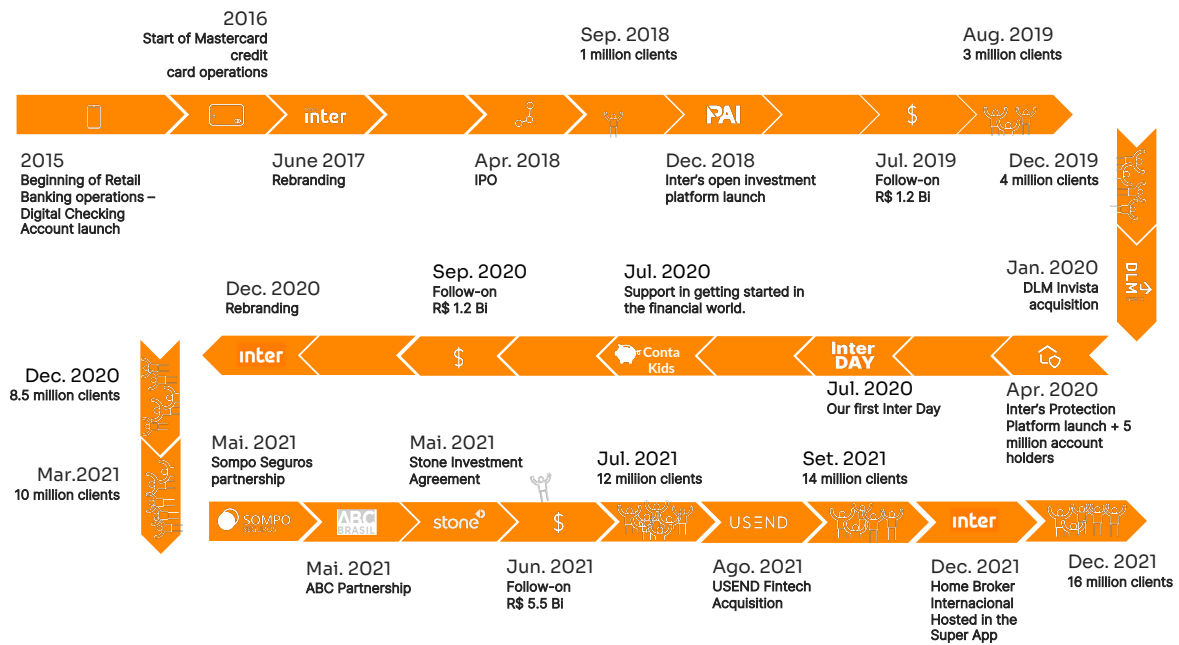 2016
Start of Mastercard
credit
card operations
Sep. 2018
1 million clients
Aug. 2019
3 million clients
inter
PAI
$
2015
Beginning of Retail
Banking operations –
Digital Checking
Account launch
June 2017
Rebranding
Apr. 2018
IPO
Dec. 2018
Inter's open investment
platform launch
Jul. 2019
Follow-on
R$ 1.2 Bi
Dec. 2019
4 million clients
DLM
Jan. 2020
DLM Invista
acquisition
Jul. 2020
Support in getting started in
the financial world.
Sep. 2020
Follow-on
R$ 1.2 Bi
Dec. 2020
Rebranding
Inter
DAY
Conta
Kids
$
inter
Apr. 2020
Inter's Protection
Platform launch + 5
million account
holders
Jul. 2020
Our first Inter Day
Dec. 2020
8.5 million clients
Mar.2021
10 million clients
Mai. 2021
Sompo Seguros
partnership
Mai. 2021
Stone Investment
Agreement
Jul. 2021
12 million clients
Set. 2021
14 million clients
SOMPO
ABC
BRASIL
stone
$
USEND
inter
Mai. 2021
ABC Partnership
Jun. 2021
Follow-on
R$ 5.5 Bi
Ago. 2021
USEND Fintech
Acquisition
Dec. 2021
Home Broker
Internacional
Hosted in the
Super App
Dec. 2021
16 million clients